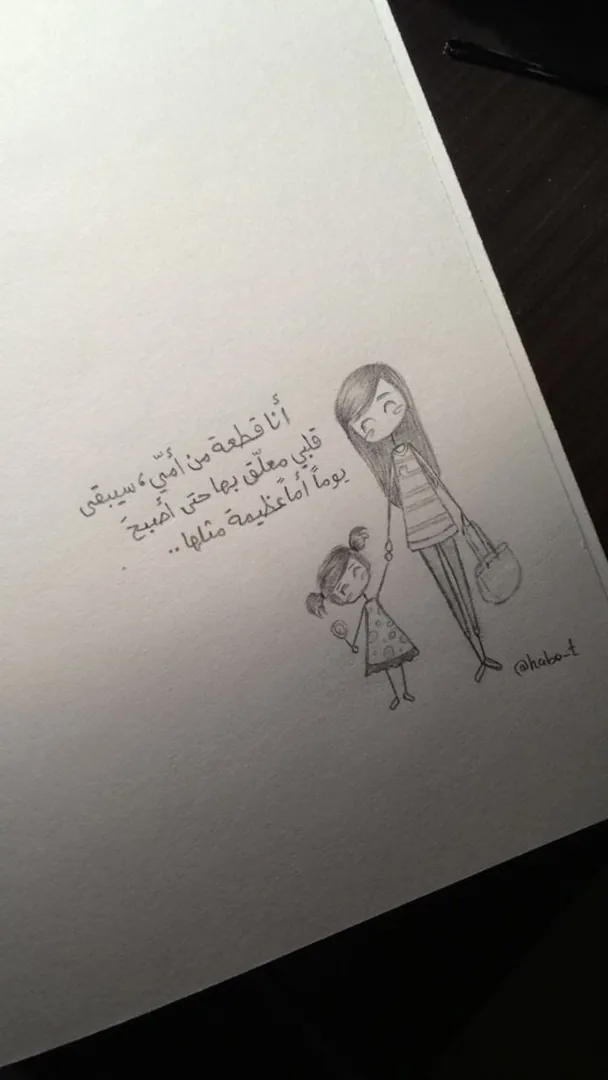 أنا قطعة من أمّي، سيبقى
قلبي معلّق بها حتى أصبحَ
يوماً أماً عظيمة مثلها..
@habo_t